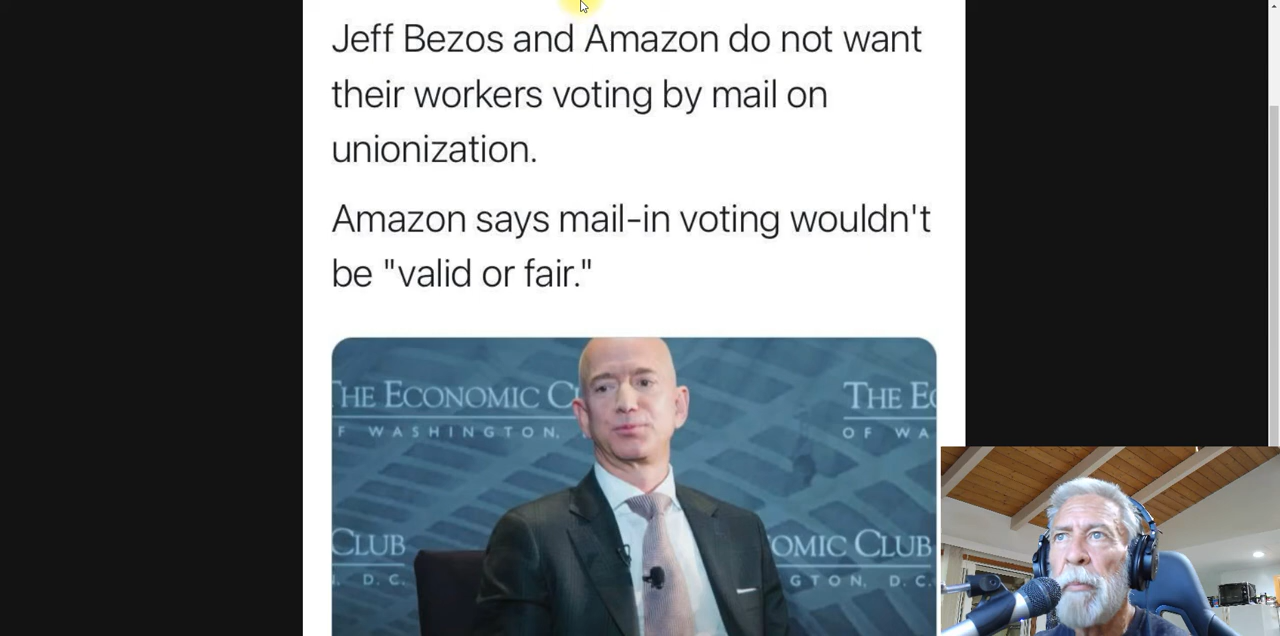 Jeff Bezos and Amazon do not want
their workers voting by mail on
unionization.
Amazon says mail-in voting wouldn't
be "valid or fair."
THE ECONOMIC C
THE EC
F WASHINGTON,
OF WA
CLUB
OMIC CLUB
. D.C.
GTON, D.C.